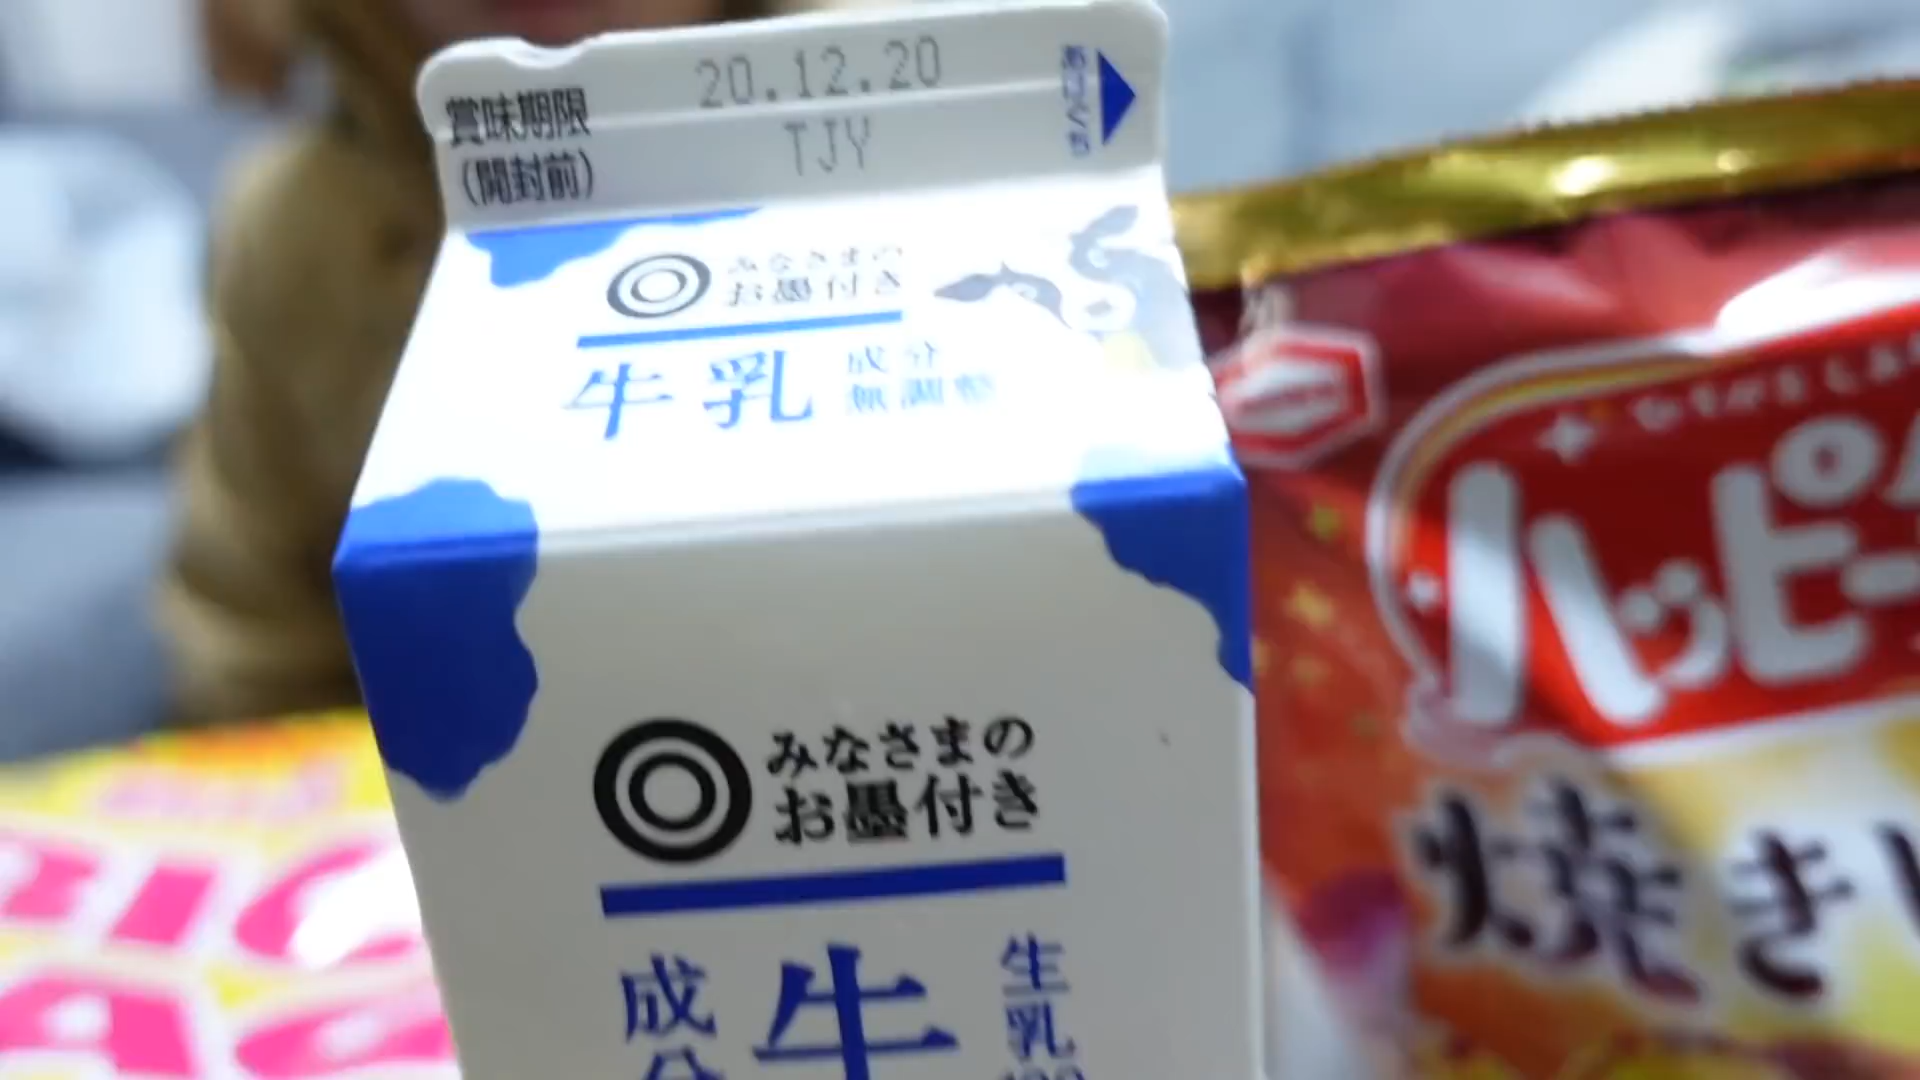 賞味期限
(開封前)
20.12.20
TJY
あけくち
みなさまの
お墨付き
牛乳
成分
無調整
みなさまの
お墨付き
成分
牛
生乳
ハッピー
焼き